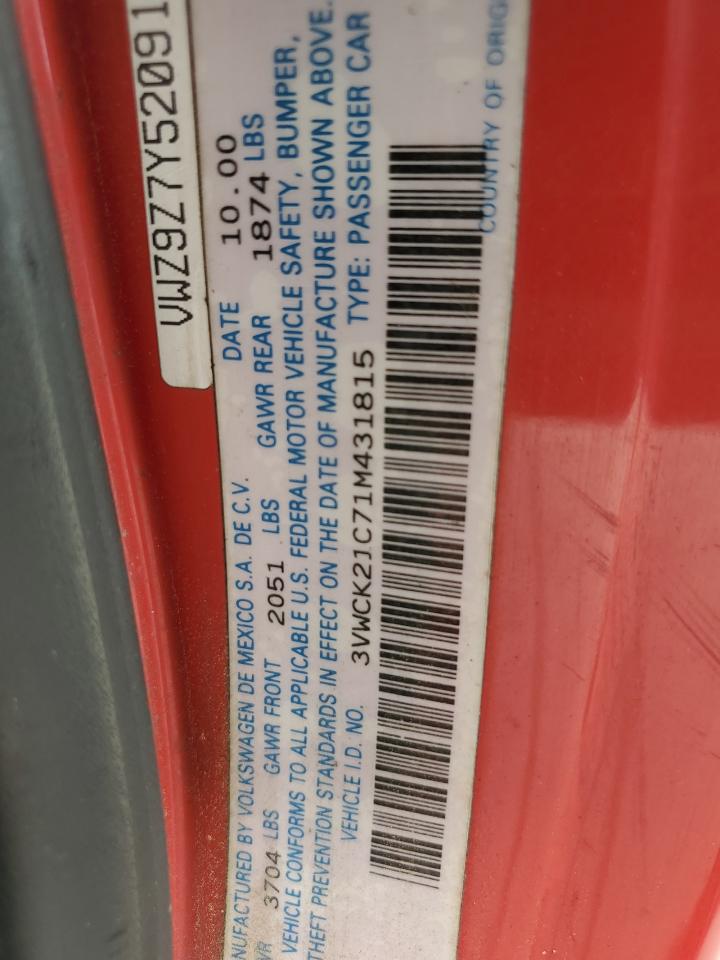 VWZ9Z7Y52091
NUFACTURED BY VOLKSWAGEN DE MEXICO S.A. DE C.V. DATE 10.00
WR 3704 LBS GAWR FRONT 2051 LBS GAWR REAR 1874 LBS
VEHICLE CONFORMS TO ALL APPLICABLE U.S. FEDERAL MOTOR VEHICLE SAFETY, BUMPER,
THEFT PREVENTION STANDARDS IN EFFECT ON THE DATE OF MANUFACTURE SHOWN ABOVE.
VEHICLE I.D. NO. 3VWCK21C71M431815 TYPE: PASSENGER CAR
COUNTRY OF ORIG